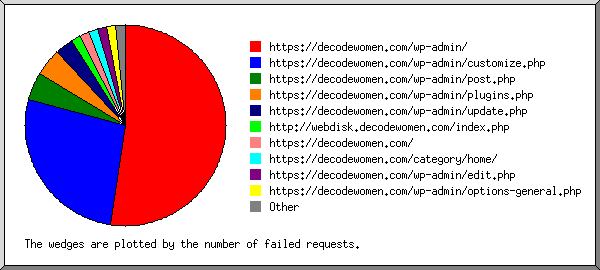 https://decodewomen.com/wp-admin/
https://decodewomen.com/wp-admin/customize.php
https://decodewomen.com/wp-admin/post.php
https://decodewomen.com/wp-admin/plugins.php
https://decodewomen.com/wp-admin/update.php
http://webdisk.decodewomen.com/index.php
https://decodewomen.com/
https://decodewomen.com/category/home/
https://decodewomen.com/wp-admin/edit.php
https://decodewomen.com/wp-admin/options-general.php
Other
The wedges are plotted by the number of failed requests.